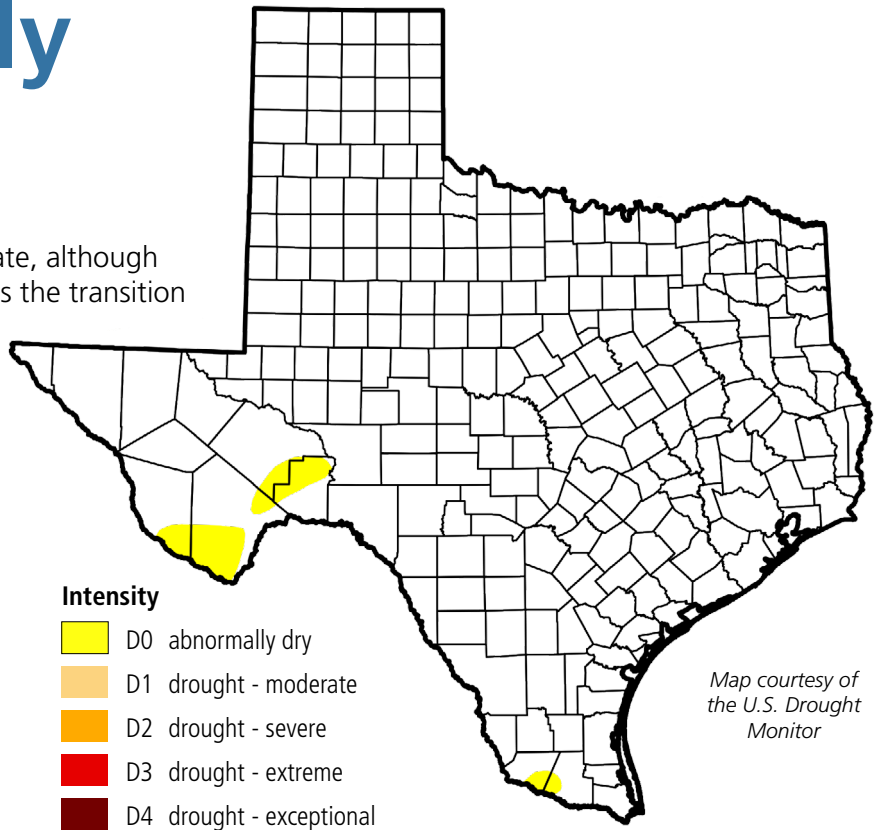 ly
ate, although
s the transition
Intensity
D0 abnormally dry
D1 drought - moderate
D2 drought - severe
D3 drought - extreme
D4 drought - exceptional
Map courtesy of
the U.S. Drought
Monitor